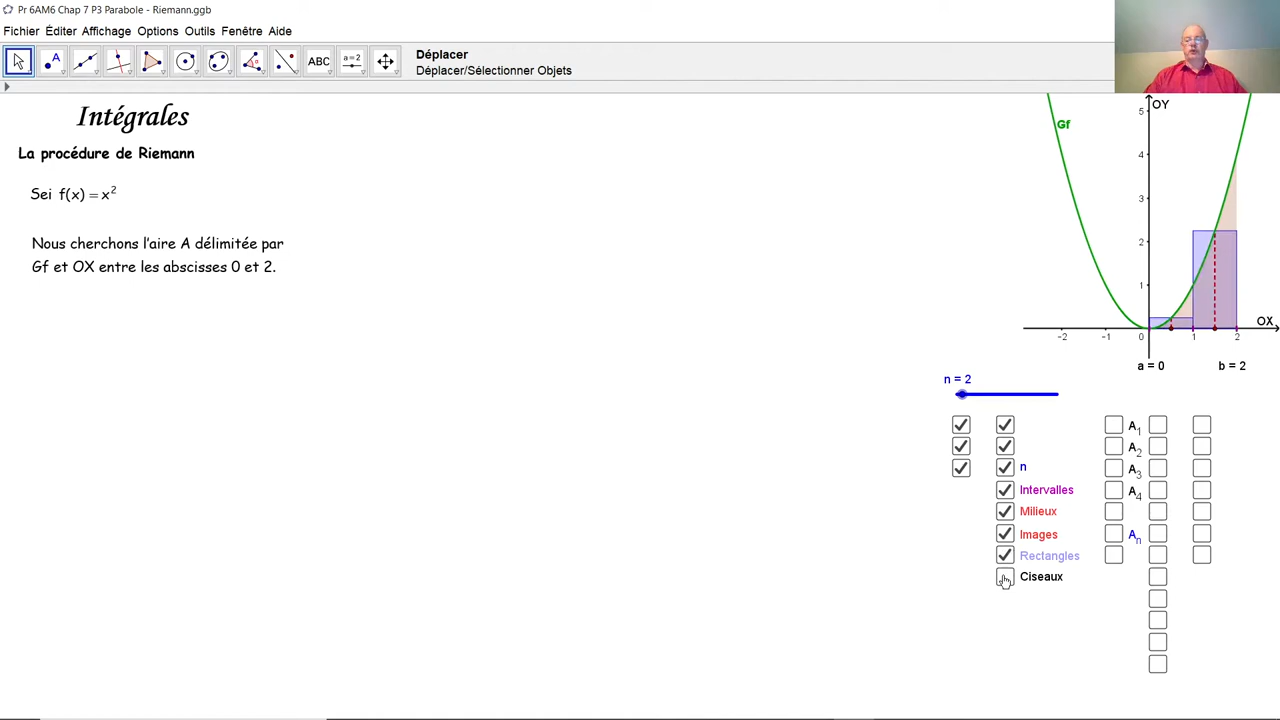 Pr 6AM6 Chap 7 P3 Parabole - Riemann.ggb
Fichier Éditer Affichage Options Outils Fenêtre Aide
A ABC a=2
Déplacer
Déplacer/Sélectionner Objets
Intégrales
La procédure de Riemann
Sei f(x) = x²
Nous cherchons l'aire A délimitée par
Gf et OX entre les abscisses 0 et 2.
OY
Gf
5
4
3
2
1
OX
-2 -1 0 1 2
a = 0 b = 2
n = 2
A₁
A₂
n A₃
Intervalles A₄
Milieux
Images Aₙ
Rectangles
Ciseaux